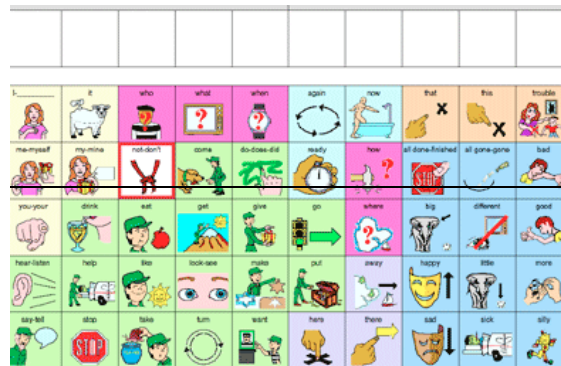 I-________ it who what when again now that this trouble
me-myself my-mine not-don't come do-does-did ready how all done-finished all gone-gone bad
you-your drink eat get give go where big different good
hear-listen help like look-see make put away happy little more
say-tell stop take turn want here there sad sick silly
STOP